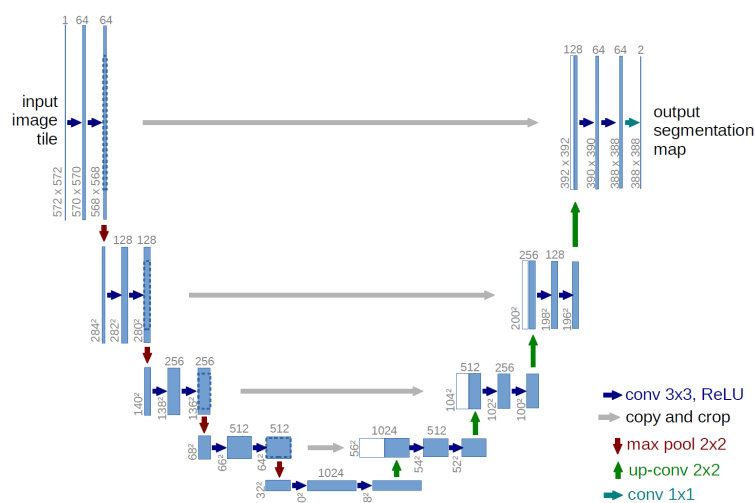 1 64 64
128 64 64 2
input
image
tile
output
segmentation
map
572 x 572
570 x 570
568 x 568
392 x 392
390 x 390
388 x 388
388 x 388
128 128
256 128
284²
282²
280²
200²
198²
196²
256 256
512 256
140²
138²
136²
104²
102²
100²
512 512
1024 512
68²
66²
64²
56²
54²
52²
1024
32²
0²
8²
conv 3x3, ReLU
copy and crop
max pool 2x2
up-conv 2x2
conv 1x1